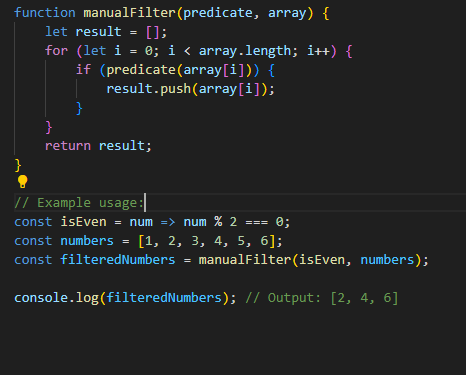 function manualFilter(predicate, array) {
    let result = [];
    for (let i = 0; i < array.length; i++) {
        if (predicate(array[i])) {
            result.push(array[i]);
        }
    }
    return result;
}
// Example usage:
const isEven = num => num % 2 === 0;
const numbers = [1, 2, 3, 4, 5, 6];
const filteredNumbers = manualFilter(isEven, numbers);
console.log(filteredNumbers); // Output: [2, 4, 6]